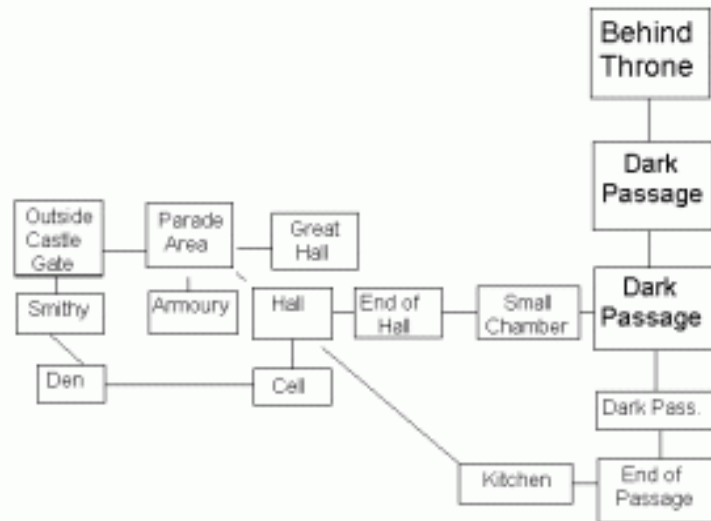 Behind
Throne
Dark
Passage
Outside
Castle
Gate
Parade
Area
Great
Hall
Smithy
Armoury
Hall
End of
Hall
Small
Chamber
Dark
Passage
Den
Cell
Dark Pass.
Kitchen
End of
Passage